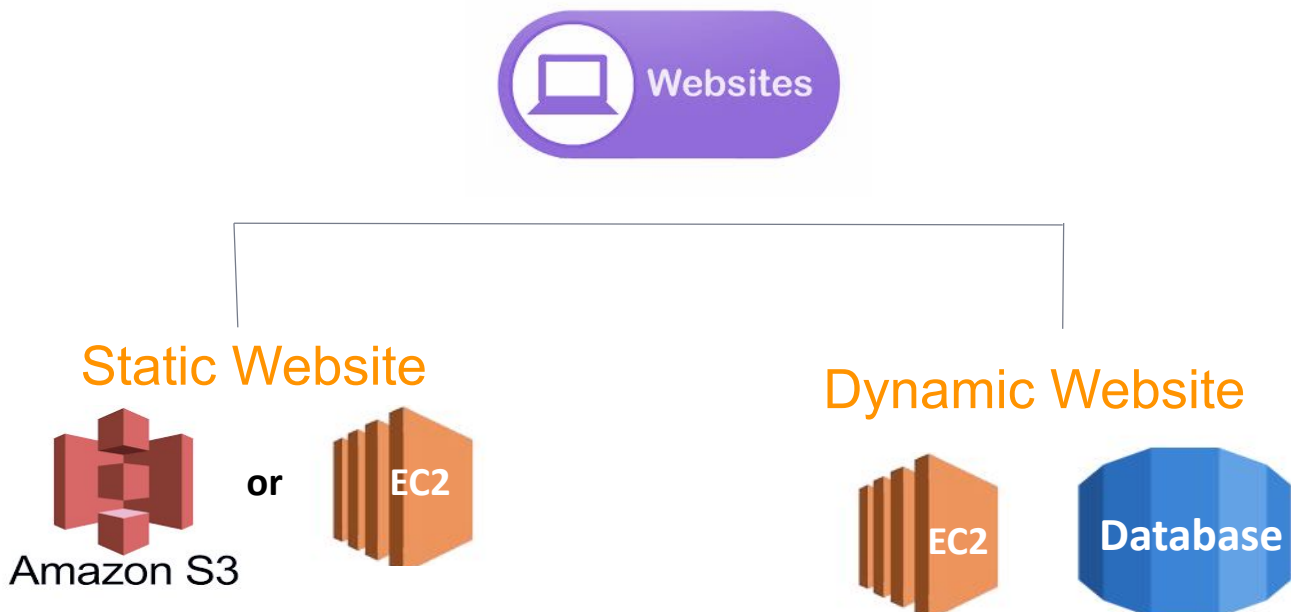 Websites
Static Website
Dynamic Website
or
EC2
Amazon S3
EC2
Database